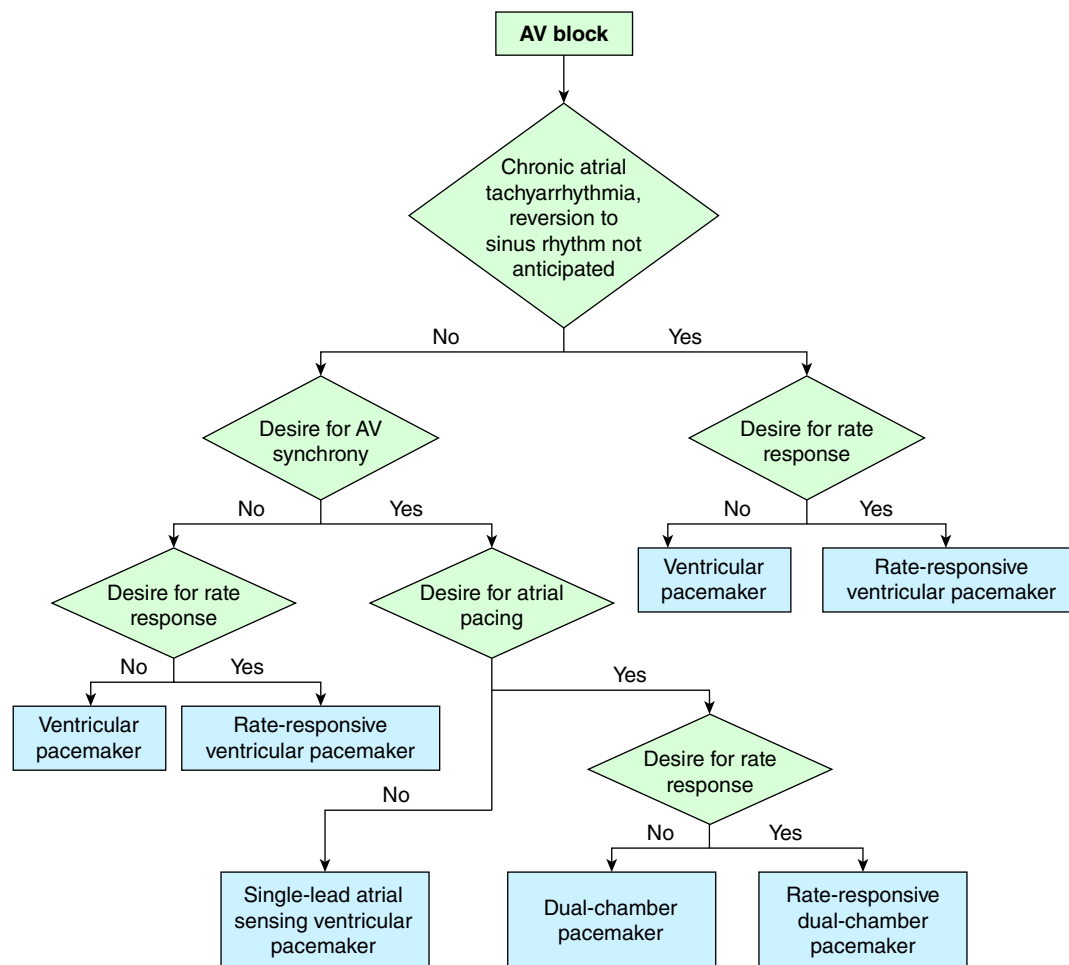 AV block
Chronic atrial
tachyarrhythmia,
reversion to
sinus rhythm not
anticipated
No
Yes
Desire for AV
synchrony
Desire for rate
response
No
Yes
No
Yes
Desire for rate
response
Desire for atrial
pacing
Ventricular
pacemaker
Rate-responsive
ventricular pacemaker
No
Yes
Yes
Ventricular
pacemaker
Rate-responsive
ventricular pacemaker
Desire for rate
response
No
No
Yes
Single-lead atrial
sensing ventricular
pacemaker
Dual-chamber
pacemaker
Rate-responsive
dual-chamber
pacemaker